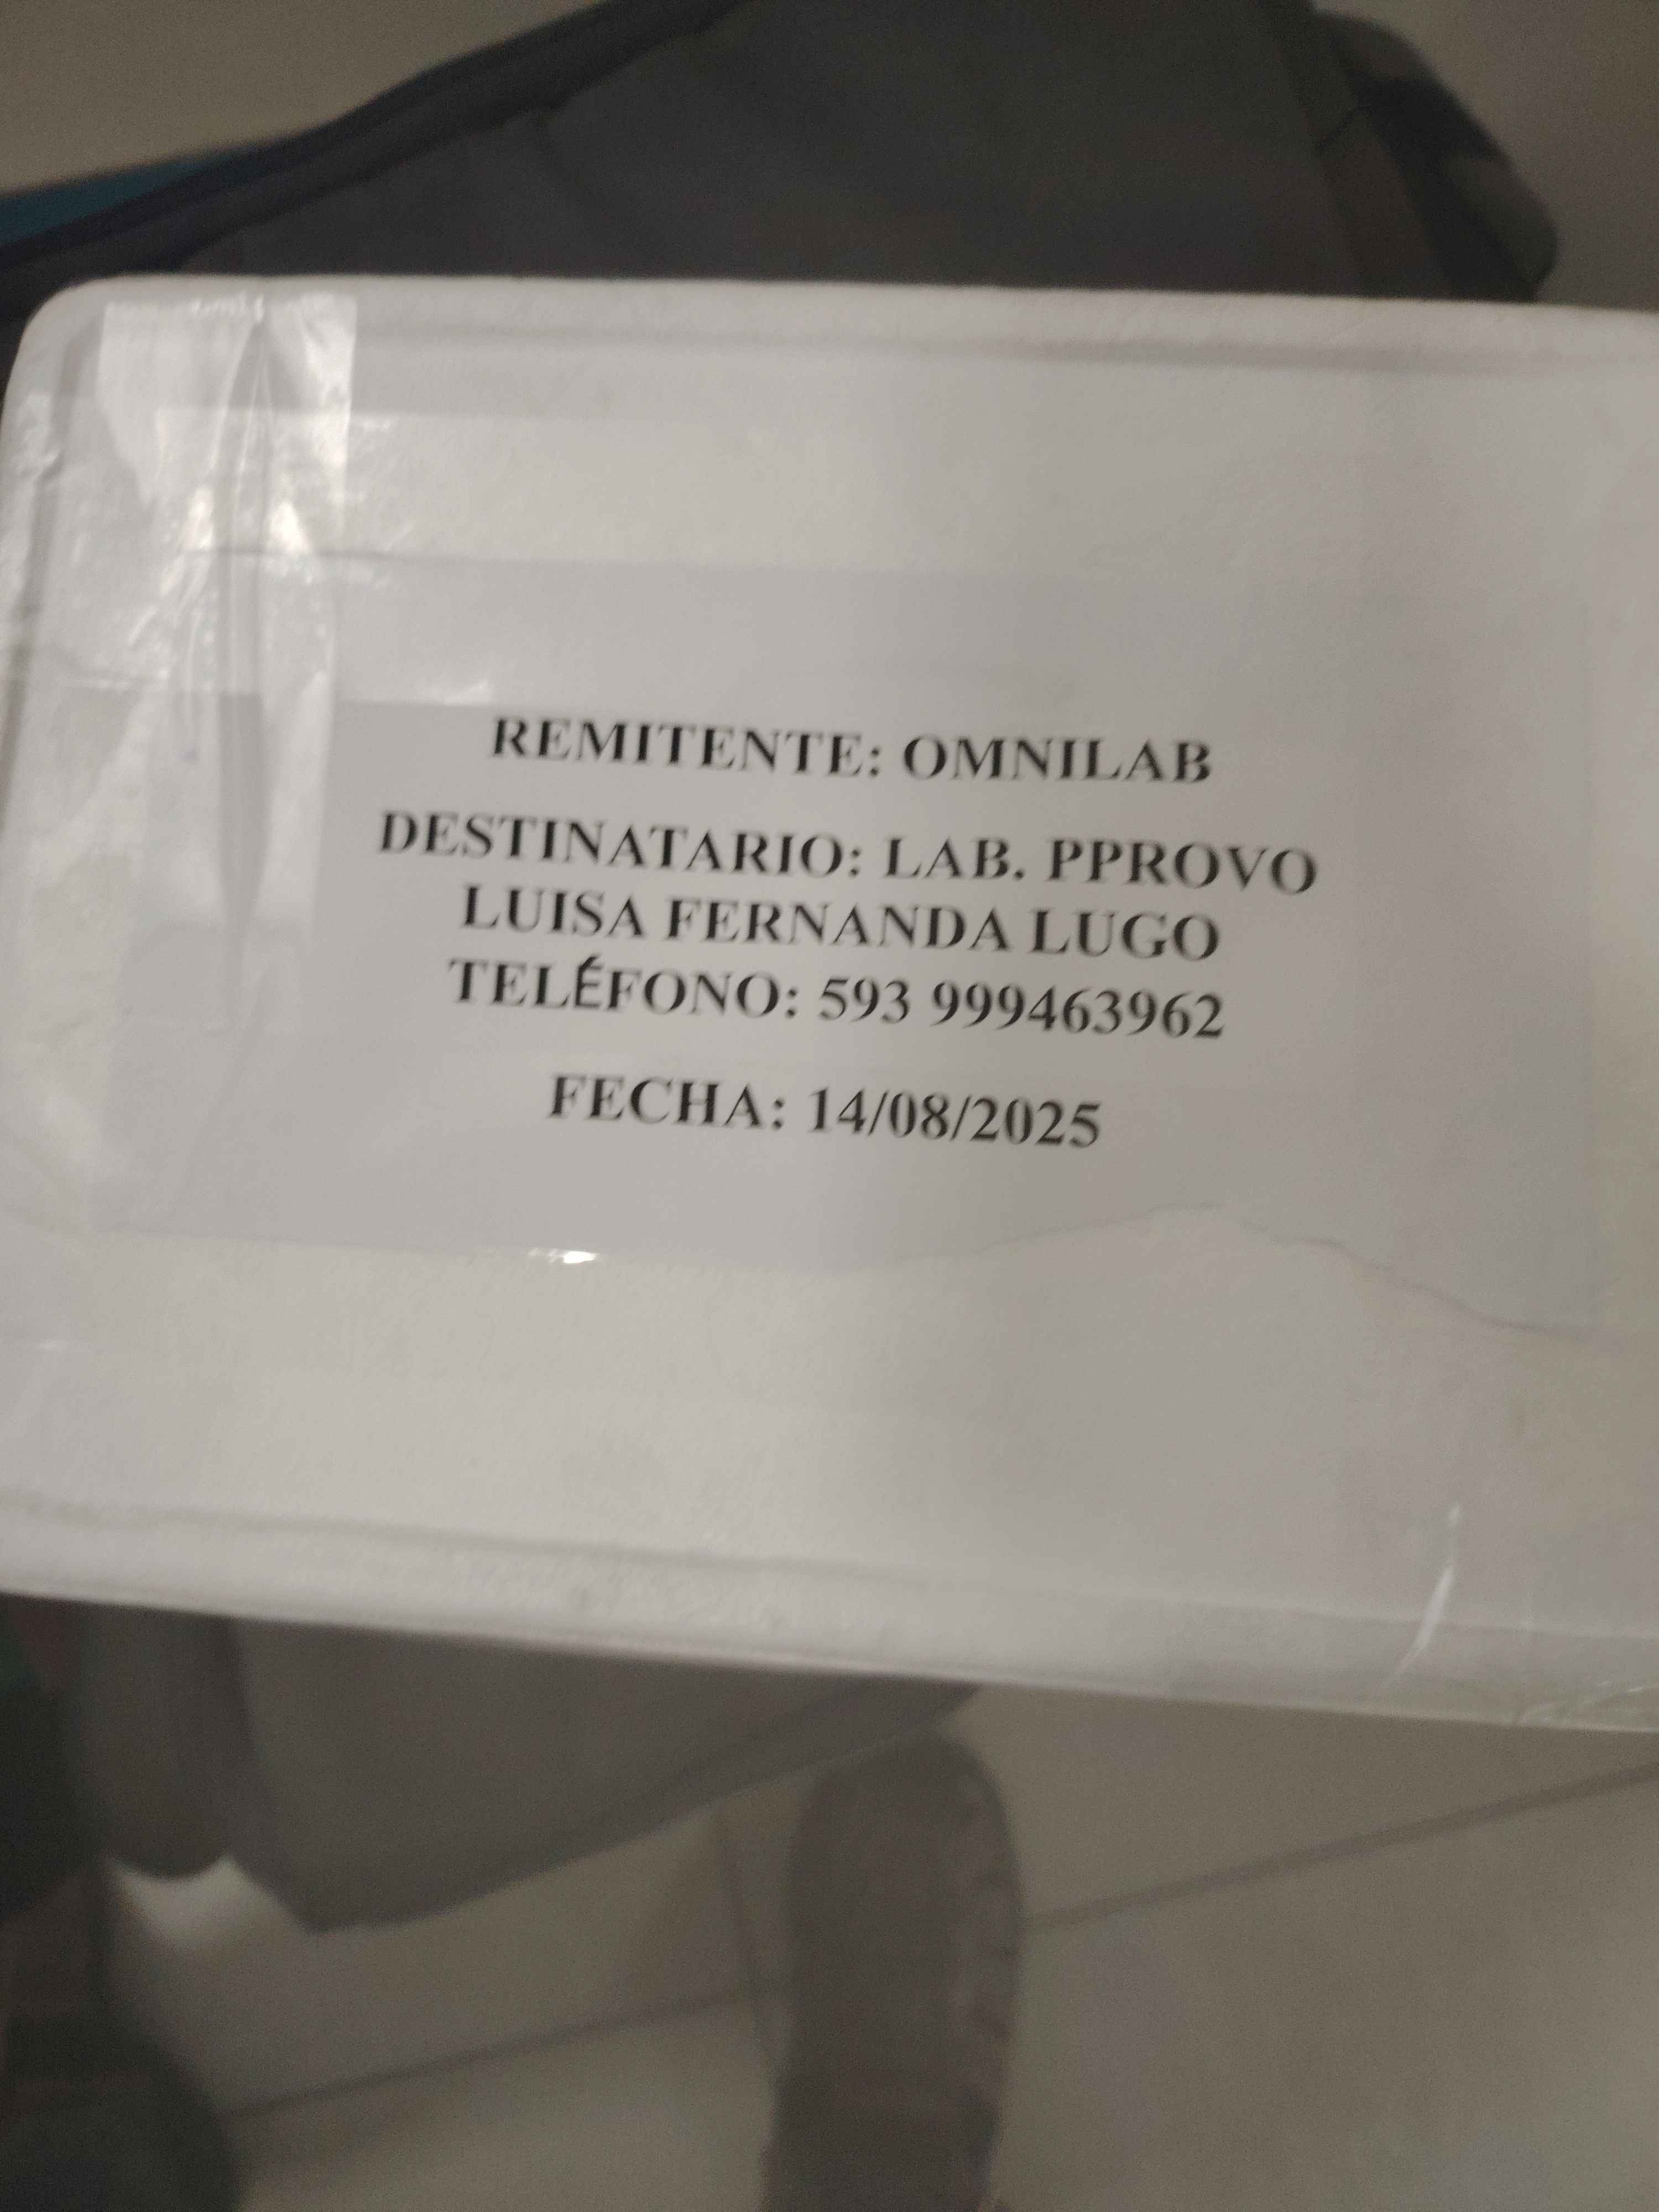 REMITENTE: OMNILAB
DESTINATARIO: LAB. PPROVO
LUISA FERNANDA LUGO
TELÉFONO: 593 999463962
FECHA: 14/08/2025